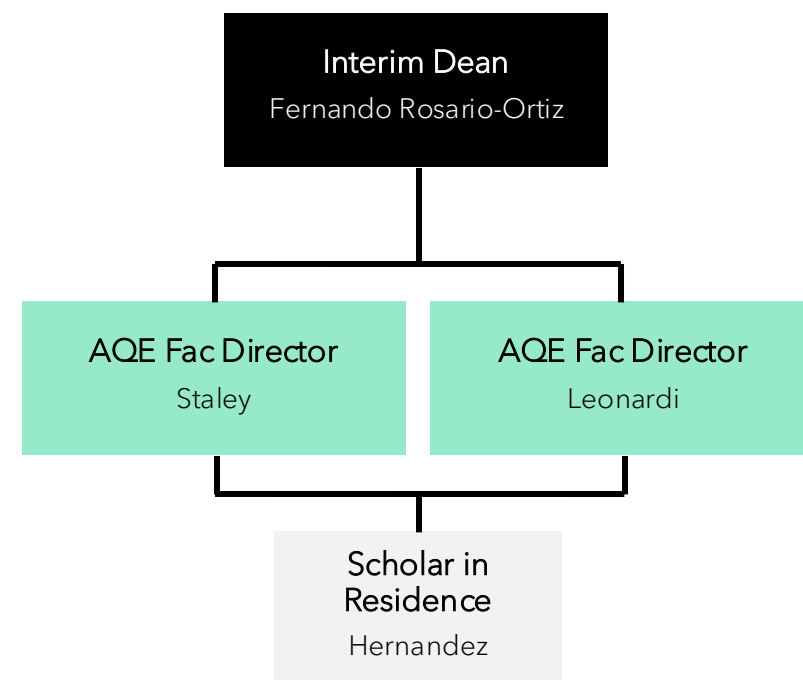 Interim Dean
Fernando Rosario-Ortiz
AQE Fac Director
Staley
AQE Fac Director
Leonardi
Scholar in
Residence
Hernandez